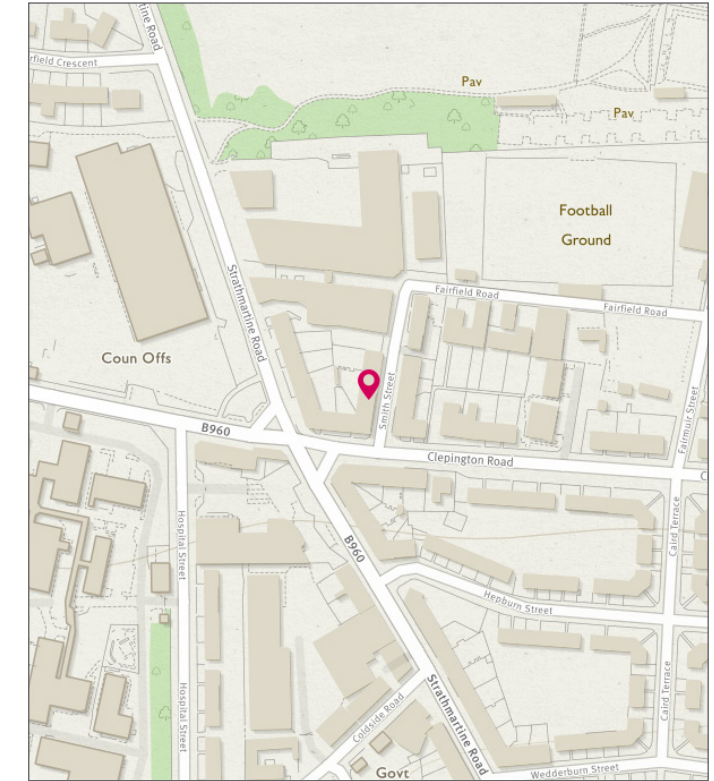 Strathmartine Road
rfield Crescent
Pav
Pav
Football
Ground
Strathmartine Road
Fairfield Road
Fairfield Road
Coun Offs
Smith Street
Fairmuir Street
B960
Clepington Road
C
Hospital Street
B960
Caird Terrace
Hepburn Street
Hospital Street
Coldside Road
Strathmartine Road
Caird Terrace
Wedderburn Street
Govt